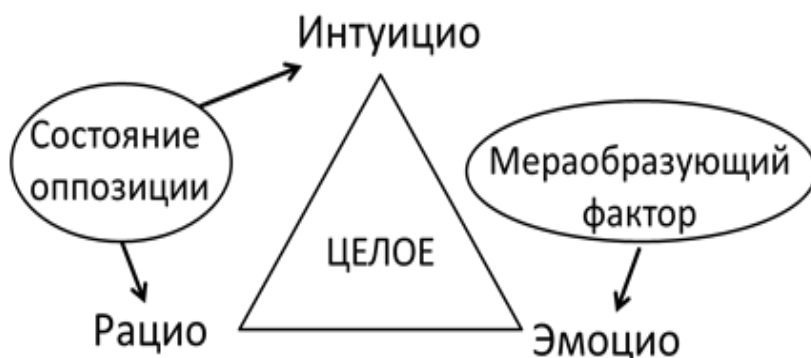 Интуицио
Состояние
оппозиции
Мераобразующий
фактор
ЦЕЛОЕ
Рацио
Эмоцио